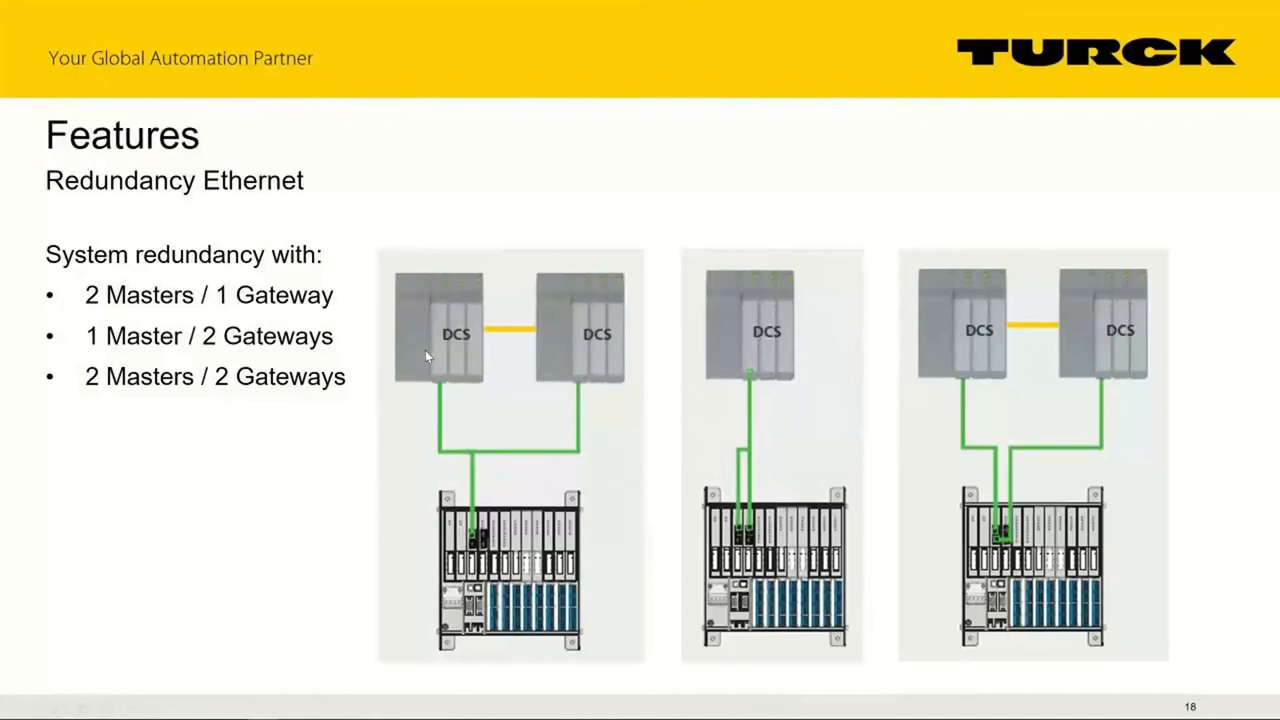 Your Global Automation Partner
TURCK
Features
Redundancy Ethernet
System redundancy with:
• 2 Masters / 1 Gateway
• 1 Master / 2 Gateways
• 2 Masters / 2 Gateways
DCS
DCS
DCS
DCS
DCS
18